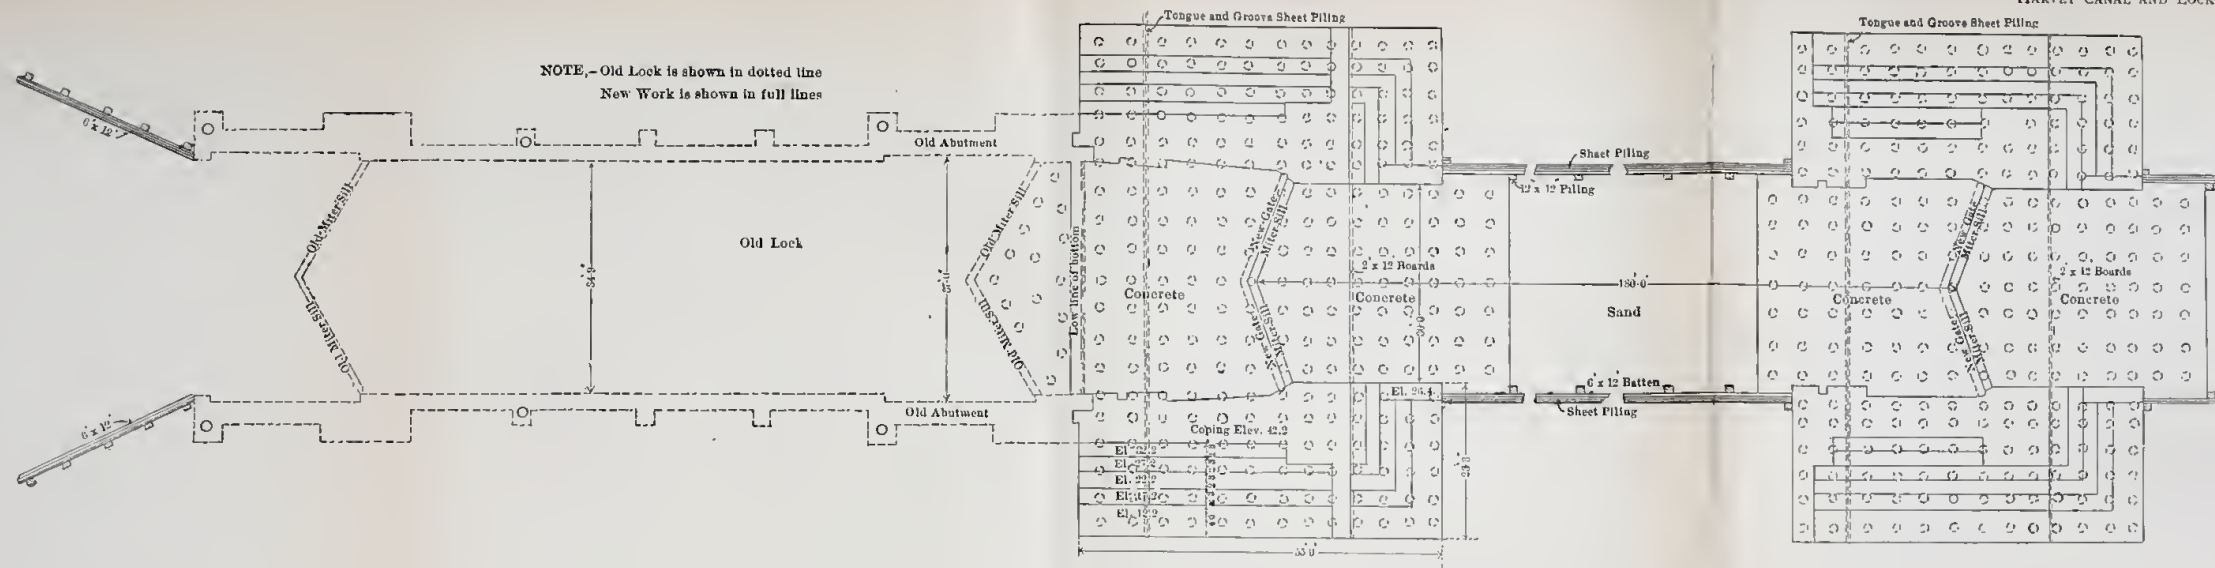 HARVEY CANAL AND LOCK
Tongue and Groove Sheet Piling
Tongue and Groove Sheet Piling
NOTE,-Old Lock is shown in dotted line
New Work is shown in full lines
6" x 12"
Old Abutment
Sheet Piling
12" x 12" Piling
Old Miter Sill
Old Miter Sill
Low line of bottom
New Gate
Miter Sill
New Gate
Miter Sill
Old Lock
2" x 12" Boards
2" x 12" Boards
Concrete
Concrete
180'-0"
Concrete
Concrete
Sand
Old Miter Sill
Old Miter Sill
New Gate
Miter Sill
New Gate
Miter Sill
6" x 12" Batten
El. 26.4
Old Abutment
Sheet Piling
6" x 12"
Coping Elev. 42.2
El. 22.2
El. 17.2
El. 12.2
55'-0"